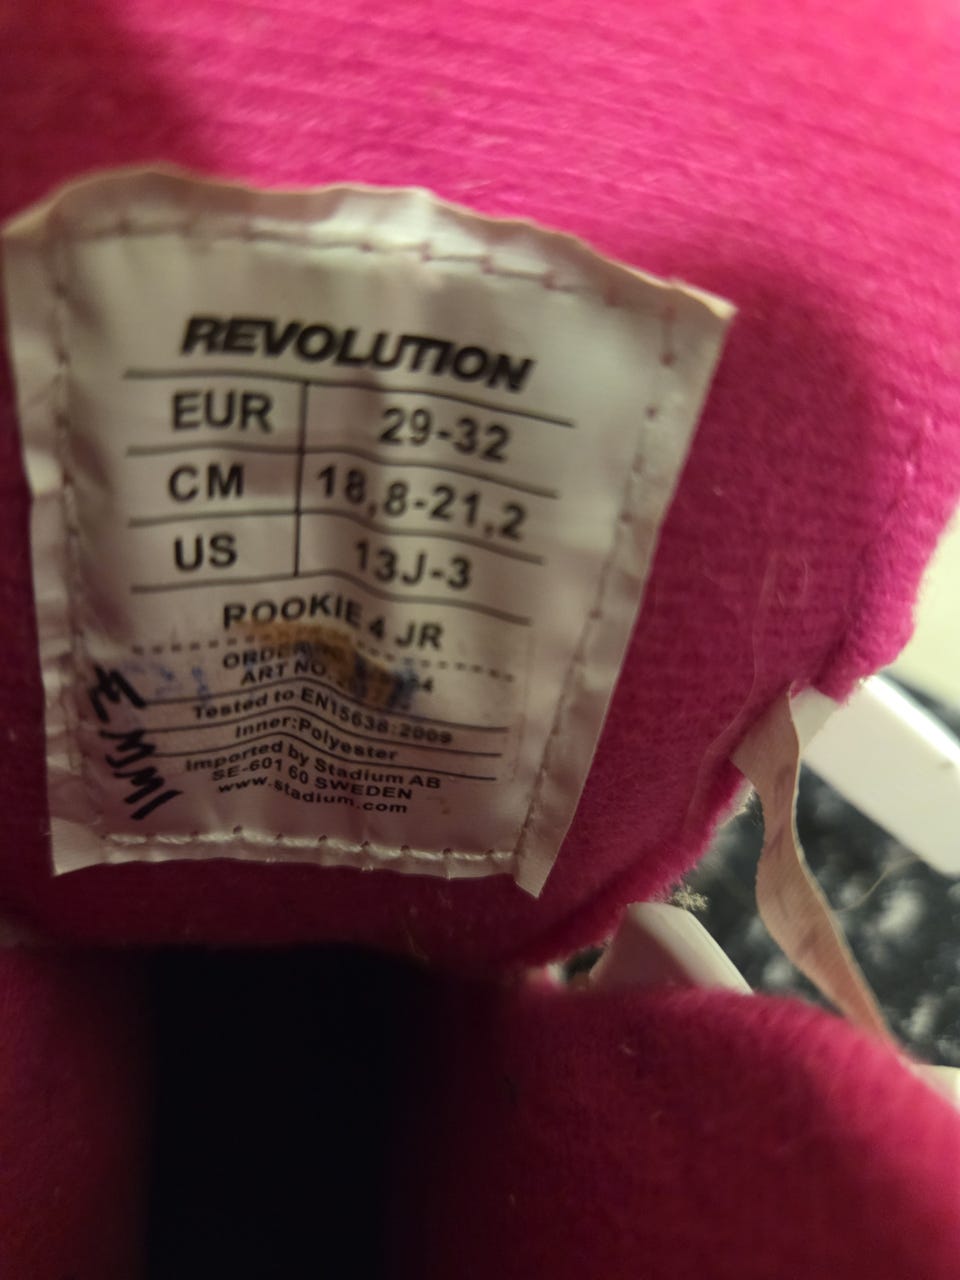 REVOLUTION
EUR 29-32
CM 18,8-21,2
US 13J-3
ROOKIE 4 JR
ORDER
ART NO.
Tested to EN15638:2009
Inner:Polyester
Imported by Stadium AB
SE-601 60 SWEDEN
www.stadium.com